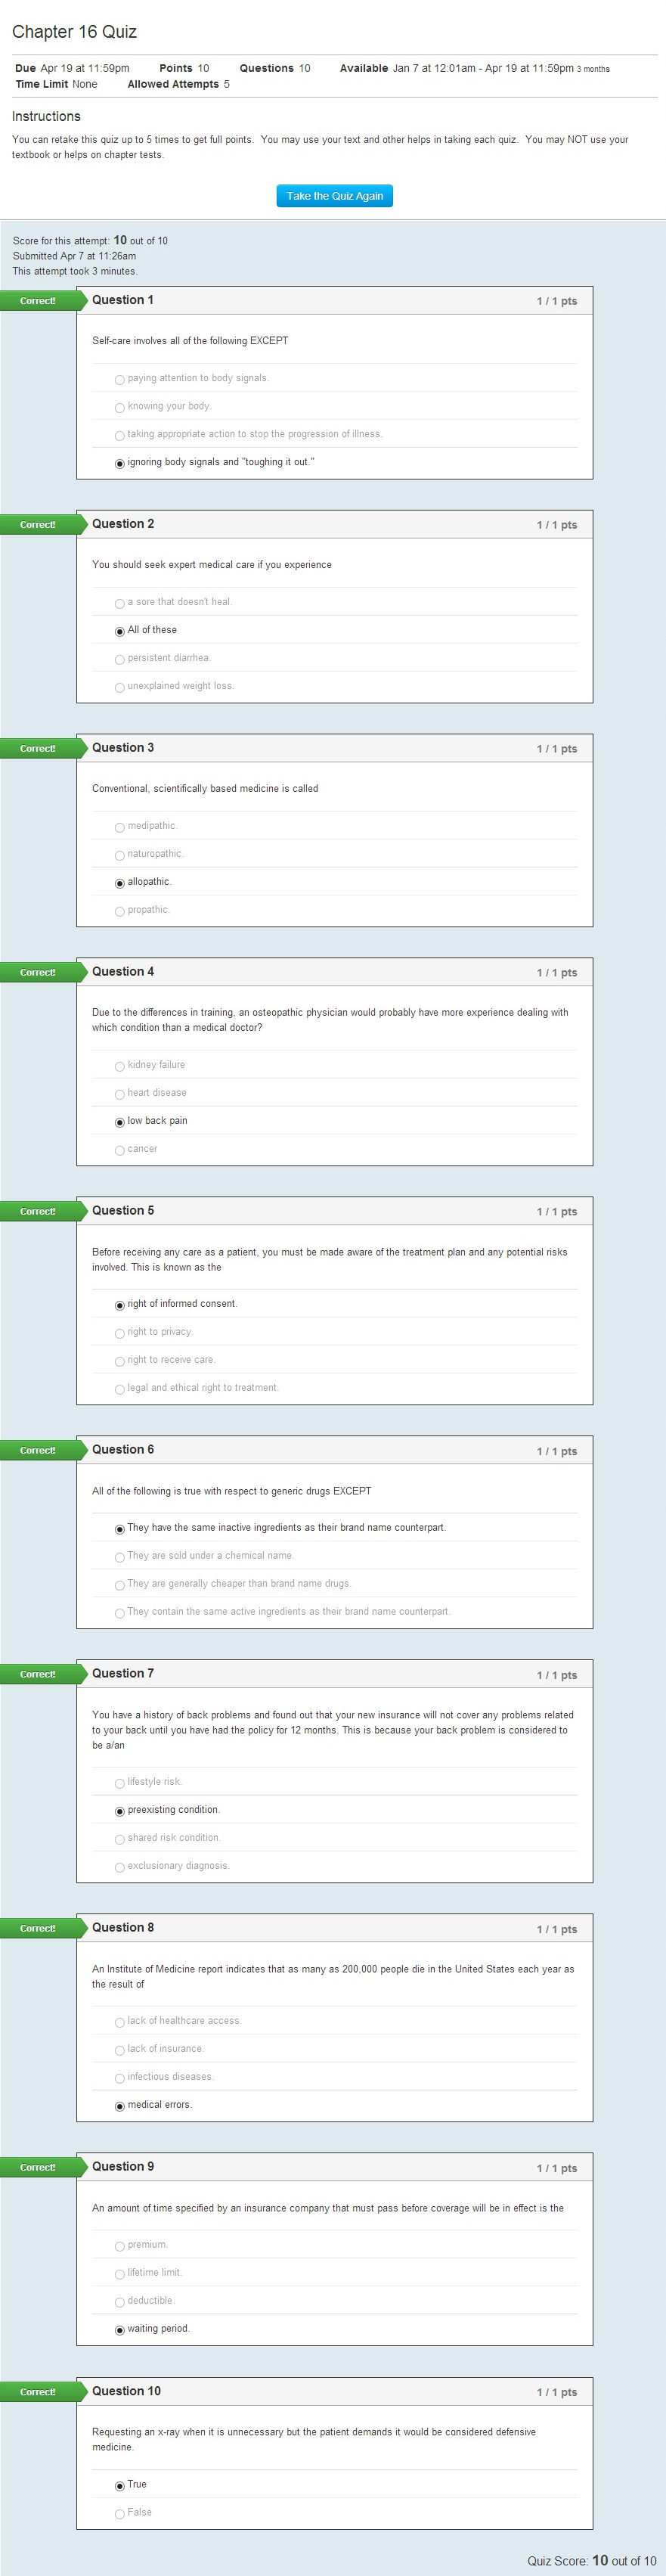 Chapter 16 Quiz
Due Apr 19 at 11:59pm Points 10 Questions 10 Available Jan 7 at 12:01am - Apr 19 at 11:59pm 3 months
Time Limit None Allowed Attempts 5
Instructions
You can retake this quiz up to 5 times to get full points. You may use your text and other helps in taking each quiz. You may NOT use your
textbook or helps on chapter tests.
Take the Quiz Again
Score for this attempt: 10 out of 10
Submitted Apr 7 at 11:26am
This attempt took 3 minutes.
Correct! Question 1 1 / 1 pts
Self-care involves all of the following EXCEPT
paying attention to body signals.
knowing your body.
taking appropriate action to stop the progression of illness.
ignoring body signals and "toughing it out."
Correct! Question 2 1 / 1 pts
You should seek expert medical care if you experience
a sore that doesn't heal.
All of these
persistent diarrhea.
unexplained weight loss.
Correct! Question 3 1 / 1 pts
Conventional, scientifically based medicine is called
medipathic.
naturopathic.
allopathic.
propathic.
Correct! Question 4 1 / 1 pts
Due to the differences in training, an osteopathic physician would probably have more experience dealing with
which condition than a medical doctor?
kidney failure
heart disease
low back pain
cancer
Correct! Question 5 1 / 1 pts
Before receiving any care as a patient, you must be made aware of the treatment plan and any potential risks
involved. This is known as the
right of informed consent.
right to privacy.
right to receive care.
legal and ethical right to treatment.
Correct! Question 6 1 / 1 pts
All of the following is true with respect to generic drugs EXCEPT
They have the same inactive ingredients as their brand name counterpart.
They are sold under a chemical name.
They are generally cheaper than brand name drugs.
They contain the same active ingredients as their brand name counterpart.
Correct! Question 7 1 / 1 pts
You have a history of back problems and found out that your new insurance will not cover any problems related
to your back until you have had the policy for 12 months. This is because your back problem is considered to
be a/an
lifestyle risk.
preexisting condition.
shared risk condition.
exclusionary diagnosis.
Correct! Question 8 1 / 1 pts
An Institute of Medicine report indicates that as many as 200,000 people die in the United States each year as
the result of
lack of healthcare access.
lack of insurance.
infectious diseases.
medical errors.
Correct! Question 9 1 / 1 pts
An amount of time specified by an insurance company that must pass before coverage will be in effect is the
premium.
lifetime limit.
deductible.
waiting period.
Correct! Question 10 1 / 1 pts
Requesting an x-ray when it is unnecessary but the patient demands it would be considered defensive
medicine.
True
False
Quiz Score: 10 out of 10